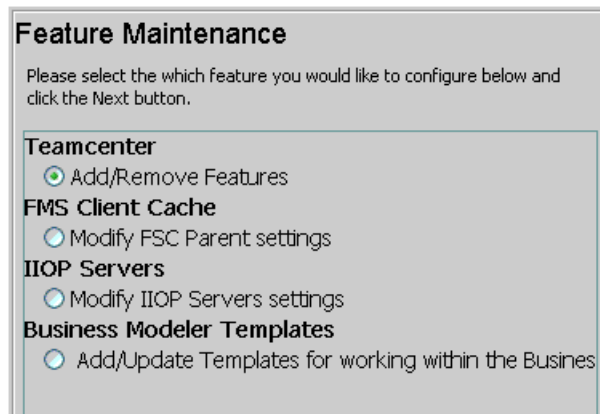 Feature Maintenance
Please select the which feature you would like to configure below and
click the Next button.
Teamcenter
Add/Remove Features
FMS Client Cache
Modify FSC Parent settings
IIOP Servers
Modify IIOP Servers settings
Business Modeler Templates
Add/Update Templates for working within the Busines